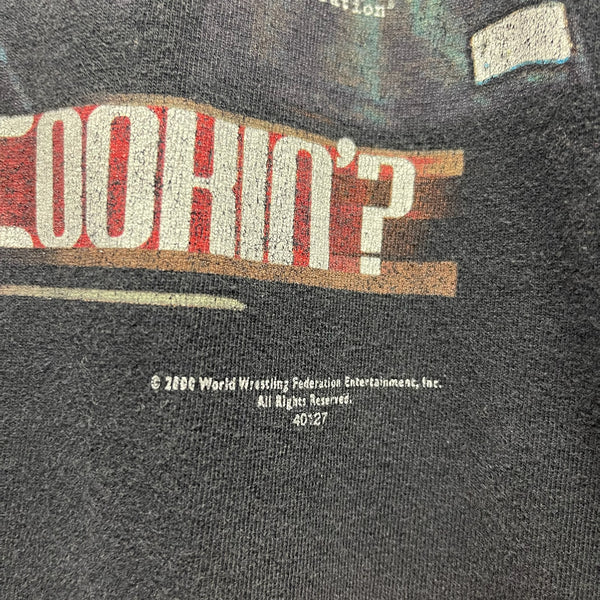 COOKIN'?
© 2000 World Wrestling Federation Entertainment, Inc.
All Rights Reserved.
40127